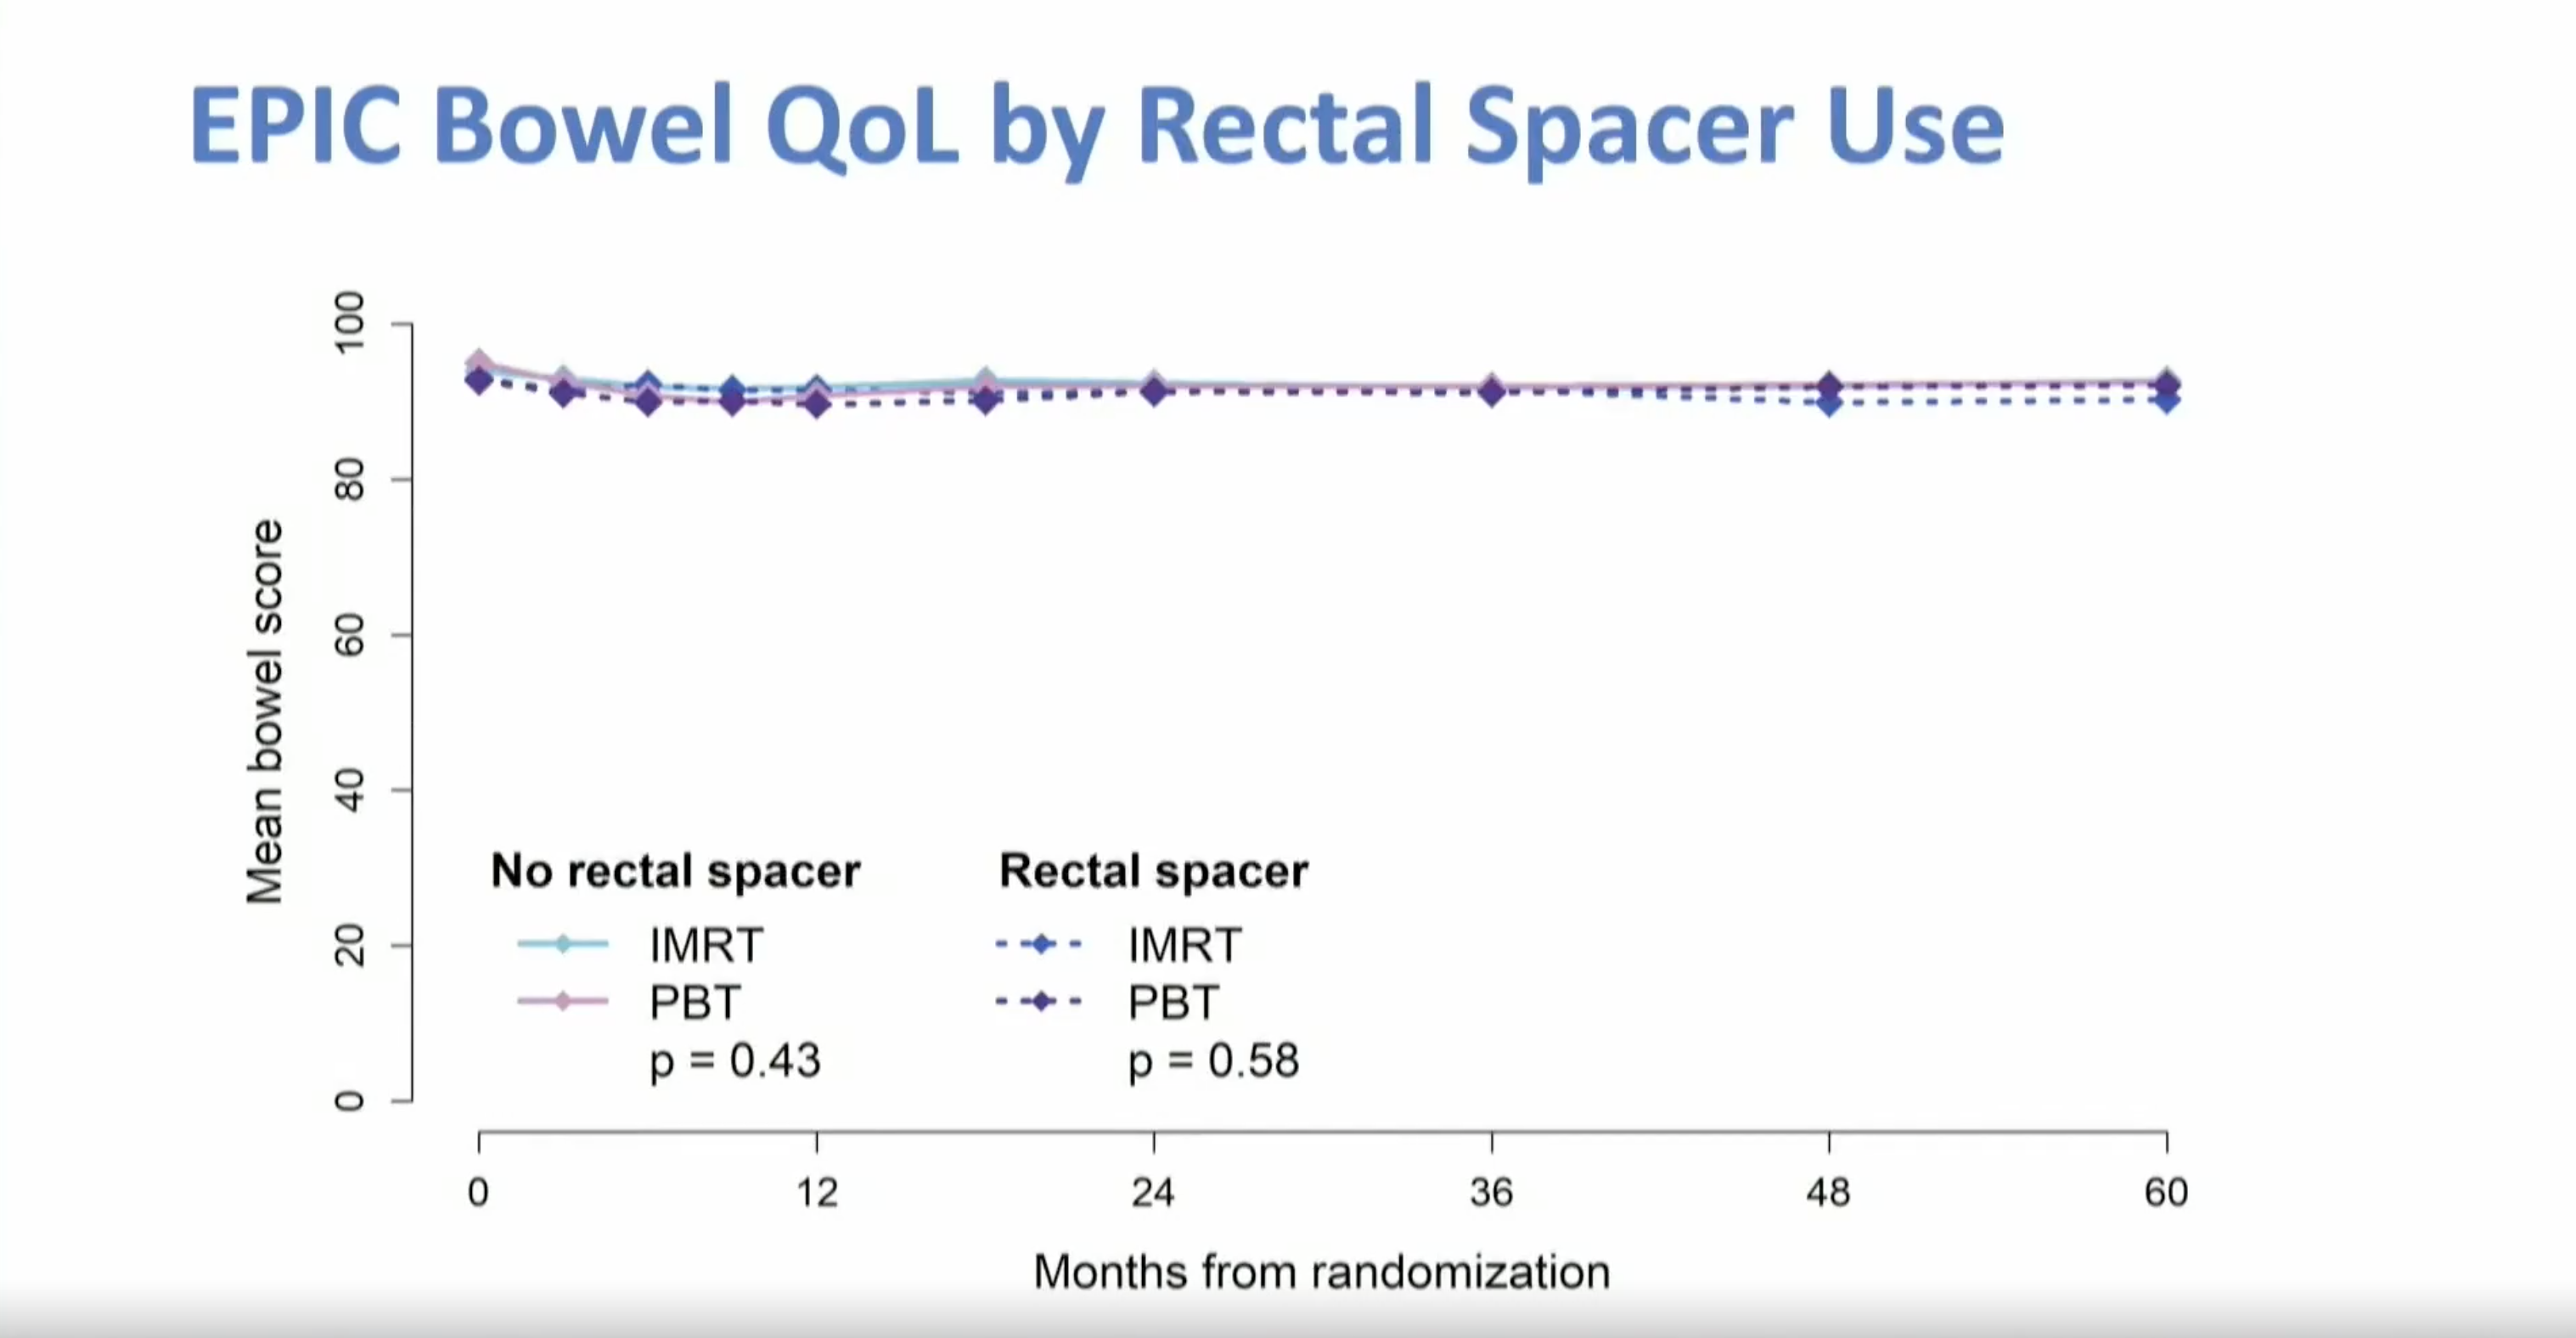 EPIC Bowel QoL by Rectal Spacer Use
100
80
60
40
20
0
Mean bowel score
No rectal spacer
IMRT
PBT
p = 0.43
Rectal spacer
IMRT
PBT
p = 0.58
0 12 24 36 48 60
Months from randomization